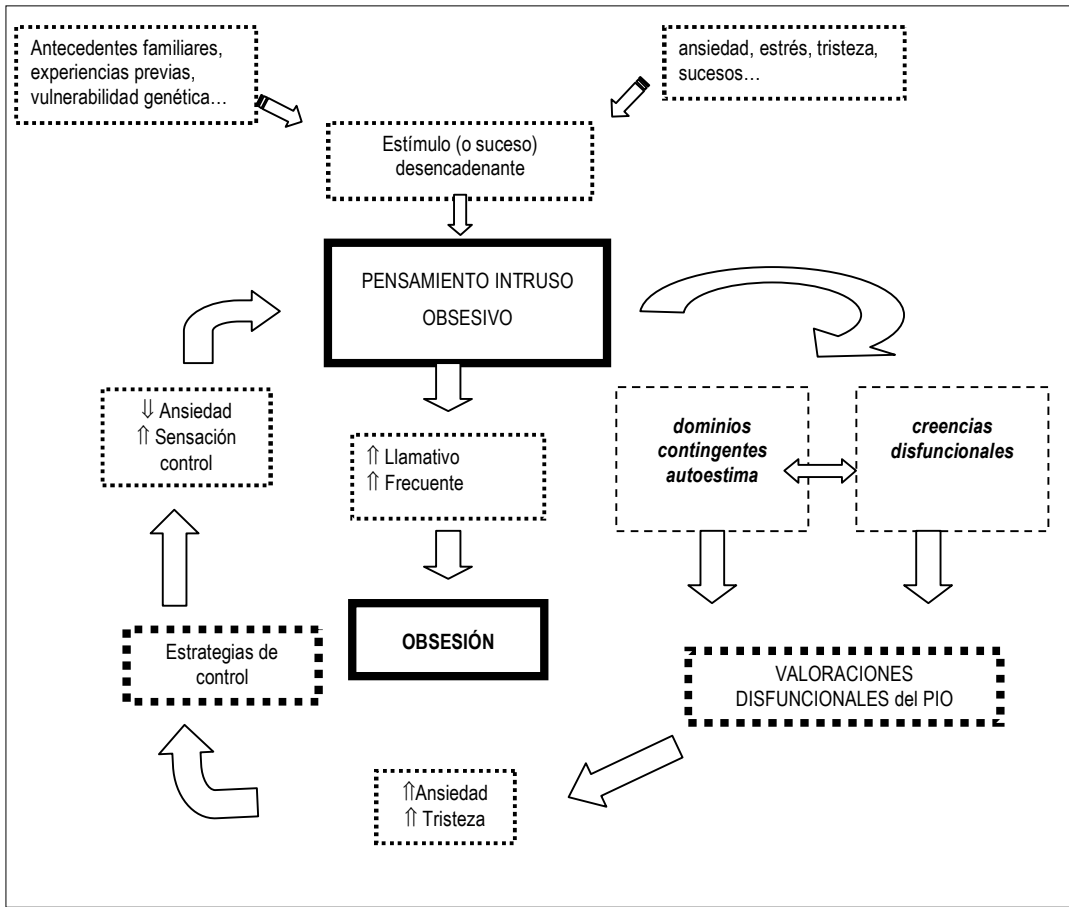 Antecedentes familiares,
experiencias previas,
vulnerabilidad genética…
ansiedad, estrés, tristeza,
sucesos…
Estímulo (o suceso)
desencadenante
PENSAMIENTO INTRUSO
OBSESIVO
⇓ Ansiedad
⇑ Sensación
control
⇑ Llamativo
⇑ Frecuente
dominios
contingentes
autoestima
creencias
disfuncionales
Estrategias de
control
OBSESIÓN
VALORACIONES
DISFUNCIONALES del PIO
⇑Ansiedad
⇑ Tristeza